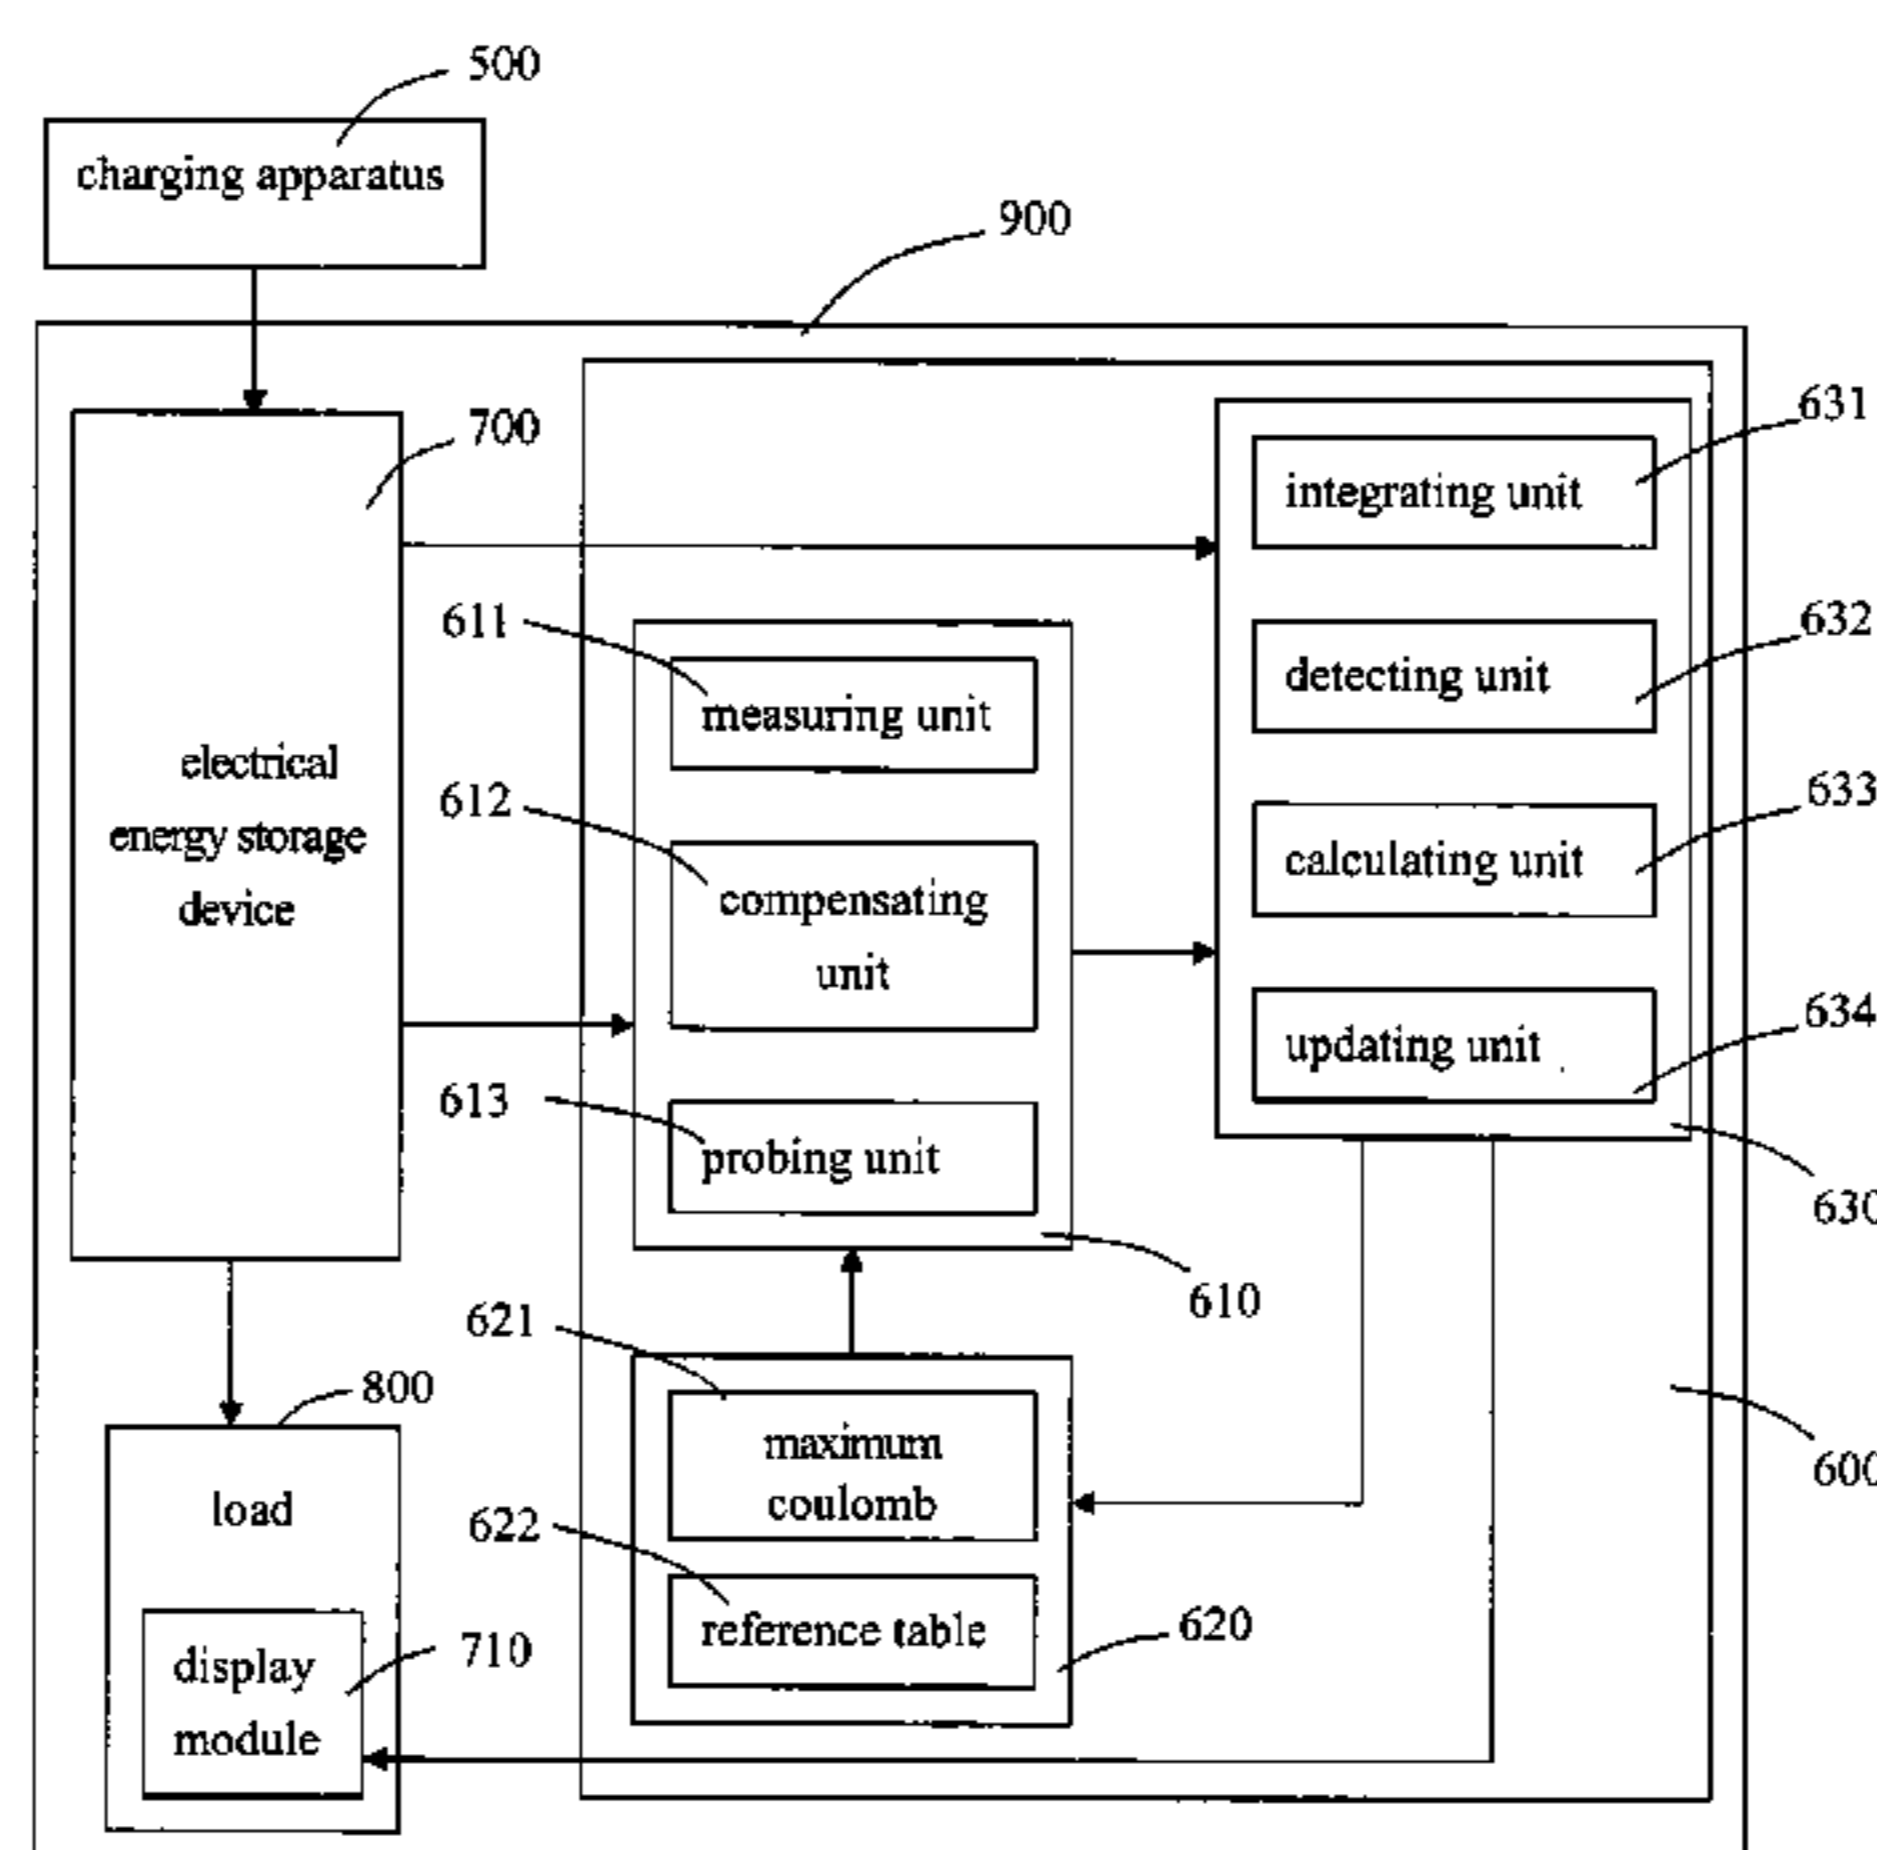 500
charging apparatus
900
700
631
integrating unit
611
632
measuring unit
detecting unit
electrical
energy storage
device
612
633
compensating
unit
calculating unit
613
634
probing unit
updating unit
630
610
621
800
maximum
coulomb
600
load
622
reference table
620
710
display
module